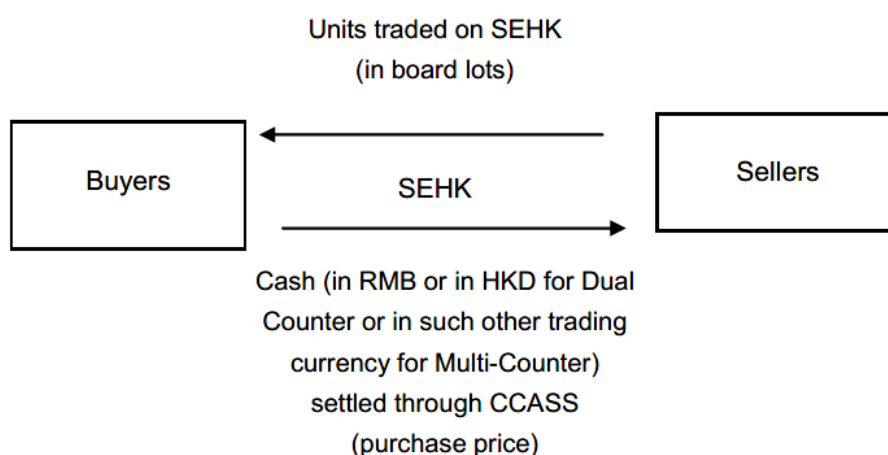 Units traded on SEHK
(in board lots)
Buyers
SEHK
Sellers
Cash (in RMB or in HKD for Dual
Counter or in such other trading
currency for Multi-Counter)
settled through CCASS
(purchase price)